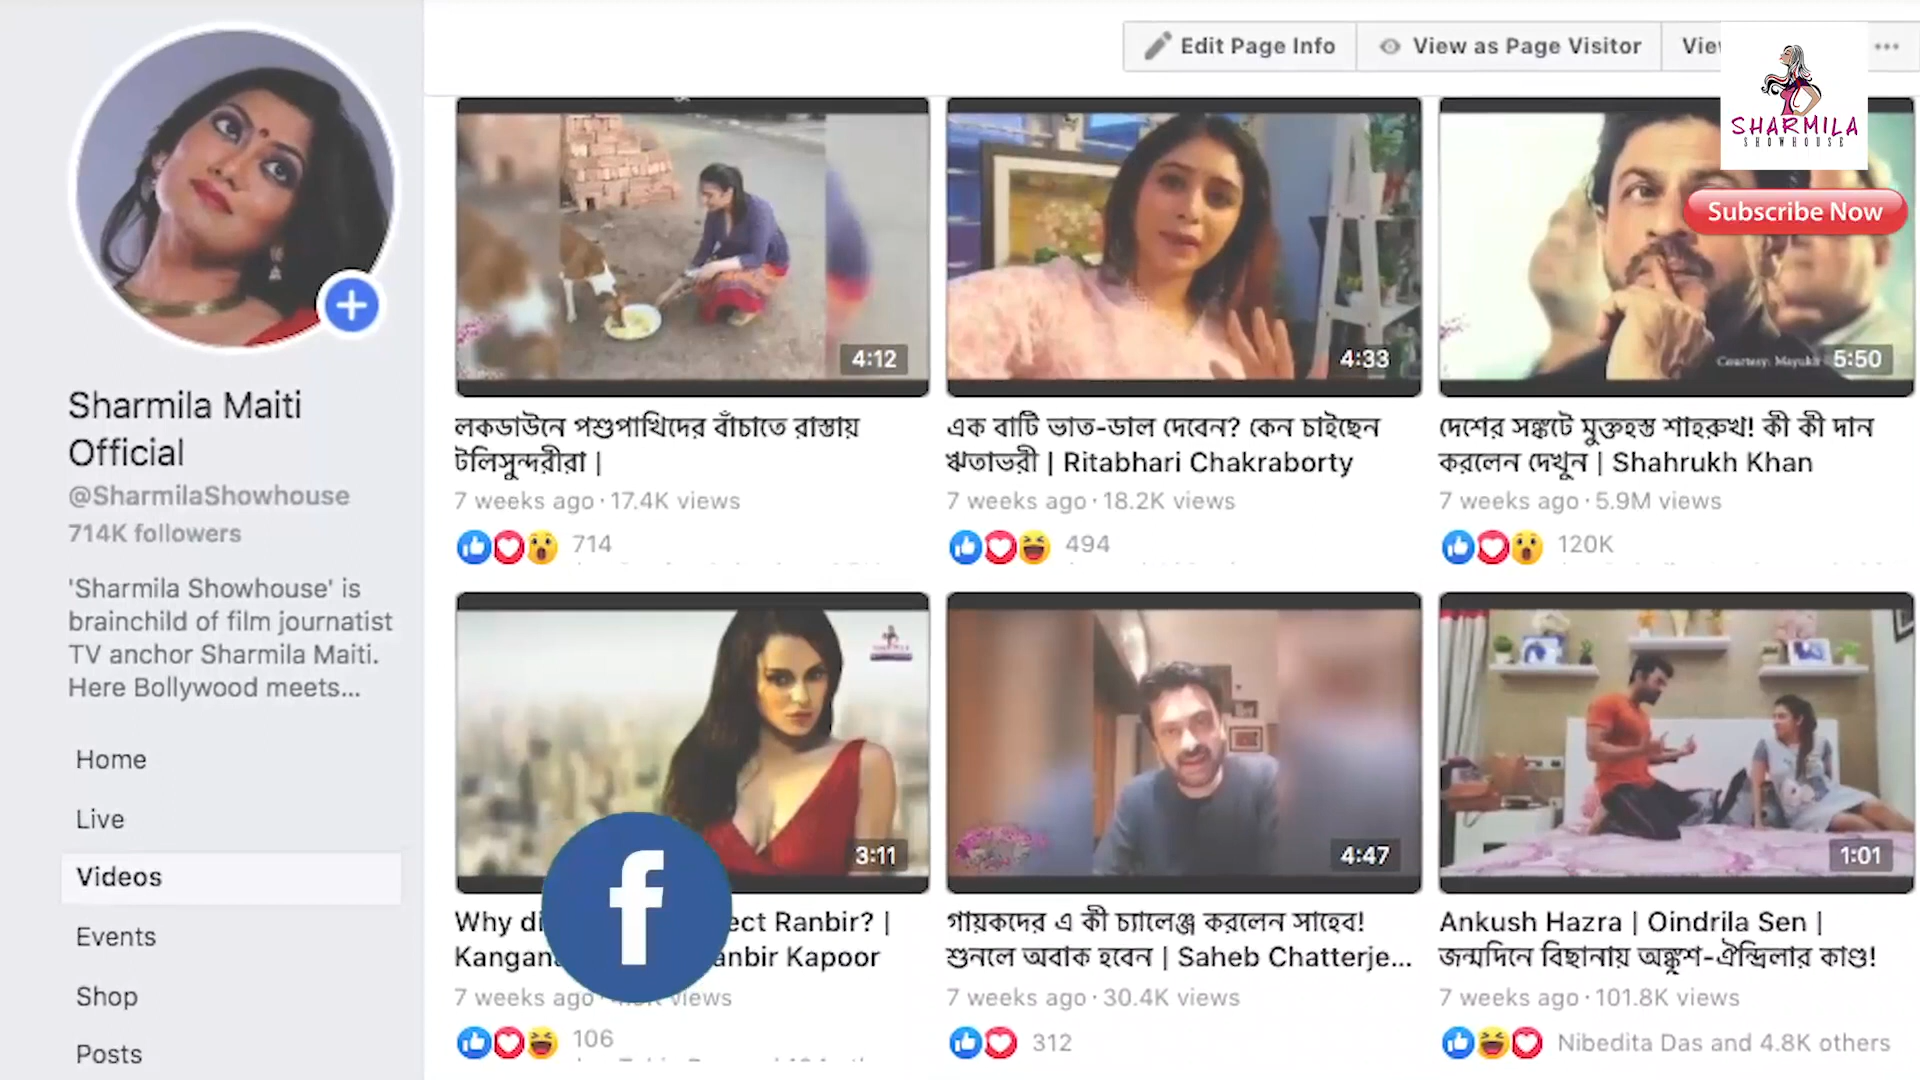 Edit Page Info
View as Page Visitor
SHARMILA
SHOWHOUSE
Subscribe Now
Sharmila Maiti
Official
@SharmilaShowhouse
714K followers
'Sharmila Showhouse' is
brainchild of film journatist
TV anchor Sharmila Maiti.
Here Bollywood meets...
Home
Live
Videos
Events
Shop
Posts
4:12
লকডাউনে পশুপাখিদের বাঁচাতে রাস্তায়
টলিসুন্দরীরা |
7 weeks ago · 17.4K views
714
4:33
এক বাটি ভাত-ডাল দেবেন? কেন চাইছেন
ঋতাভরী | Ritabhari Chakraborty
7 weeks ago · 18.2K views
494
Courtesy: Mayukh
5:50
দেশের সঙ্কটে মুক্তহস্ত শাহরুখ! কী কী দান
করলেন দেখুন | Shahrukh Khan
7 weeks ago · 5.9M views
120K
3:11
Why di ect Ranbir? |
Kangan anbir Kapoor
7 weeks ago views
106
4:47
গায়কদের এ কী চ্যালেঞ্জ করলেন সাহেব!
শুনলে অবাক হবেন | Saheb Chatterje...
7 weeks ago · 30.4K views
312
1:01
Ankush Hazra | Oindrila Sen |
জন্মদিনে বিছানায় অঙ্কুশ-ঐন্দ্রিলার কাণ্ড!
7 weeks ago · 101.8K views
Nibedita Das and 4.8K others